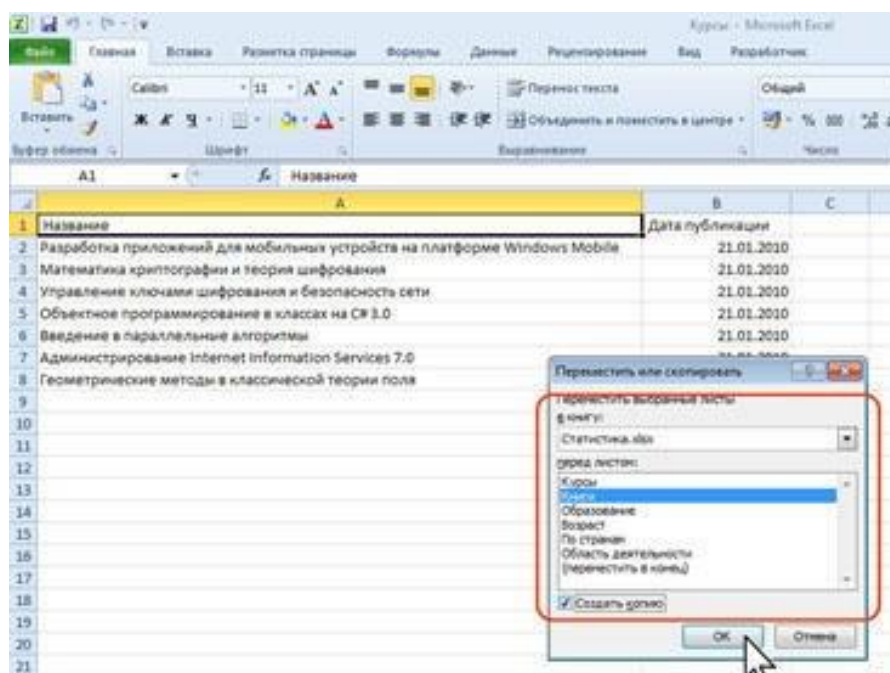 Курсы - Microsoft Excel
Файл Главная Вставка Разметка страницы Формулы Данные Рецензирование Вид Разработчик
Calibri 11 Перенос текста Общий
Вставить Ж К Ч Объединить и поместить в центре % 000
Буфер обмена Шрифт Выравнивание Число
A1 fx Название
A B C
1 Название Дата публикации
2 Разработка приложений для мобильных устройств на платформе Windows Mobile 21.01.2010
3 Математика криптографии и теория шифрования 21.01.2010
4 Управление ключами шифрования и безопасность сети 21.01.2010
5 Объектное программирование в классах на C# 3.0 21.01.2010
6 Введение в параллельные алгоритмы 21.01.2010
7 Администрирование Internet Information Services 7.0 21.01.2010
8 Геометрические методы в классической теории поля
9
10
11
12
13
14
15
16
17
18
19
20
21
Переместить или скопировать
Переместить выбранные листы
в книгу:
Статистика.xlsx
перед листом:
Курсы
Книги
Образование
Возраст
По странам
Область деятельности
(переместить в конец)
Создать копию
OK Отмена